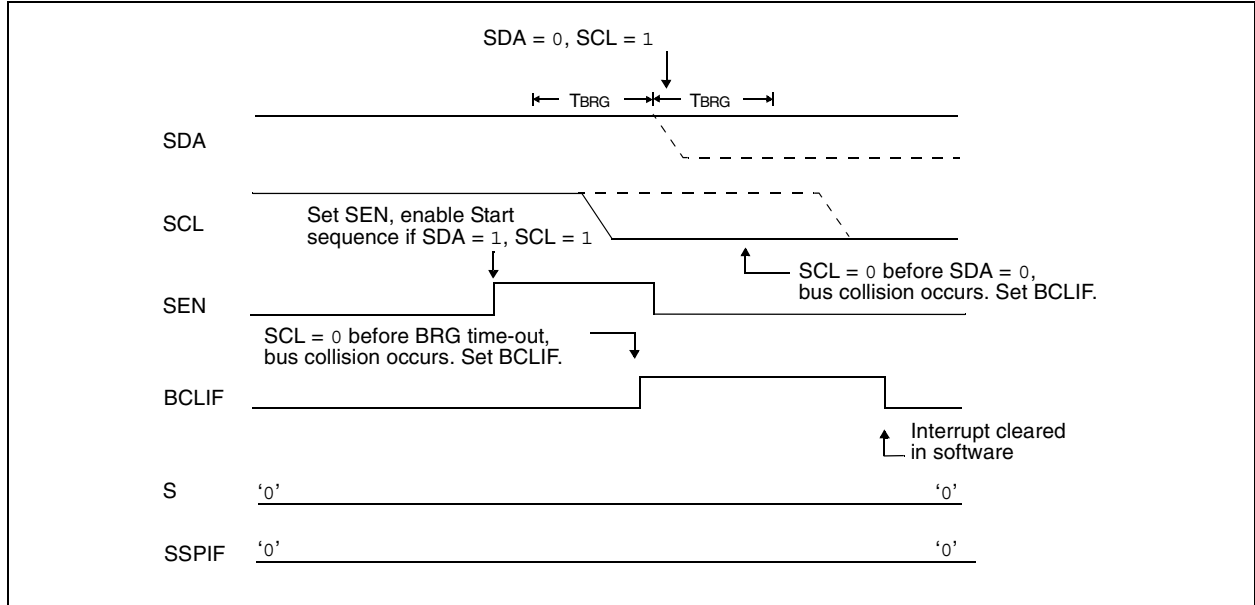 SDA = 0, SCL = 1
TBRG TBRG
SDA
SCL
Set SEN, enable Start
sequence if SDA = 1, SCL = 1
SCL = 0 before SDA = 0,
bus collision occurs. Set BCLIF.
SEN
SCL = 0 before BRG time-out,
bus collision occurs. Set BCLIF.
BCLIF
Interrupt cleared
in software
S ‘0’ ‘0’
SSPIF ‘0’ ‘0’